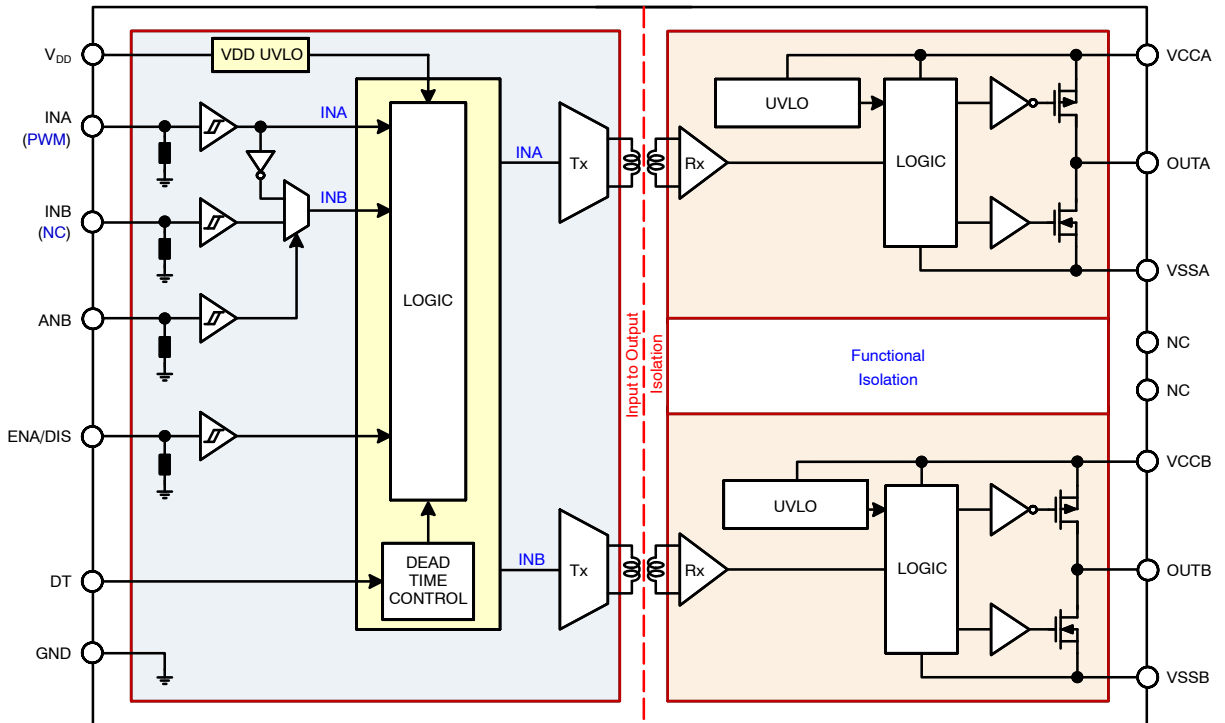 VDD
VDD UVLO
INA
(PWM)
INA
INB
(NC)
INB
ANB
ENA/DIS
DT
GND
LOGIC
DEAD
TIME
CONTROL
INA
Tx
INB
Tx
Input to Output
Isolation
Rx
UVLO
LOGIC
VCCA
OUTA
VSSA
Functional
Isolation
NC
NC
Rx
UVLO
LOGIC
VCCB
OUTB
VSSB